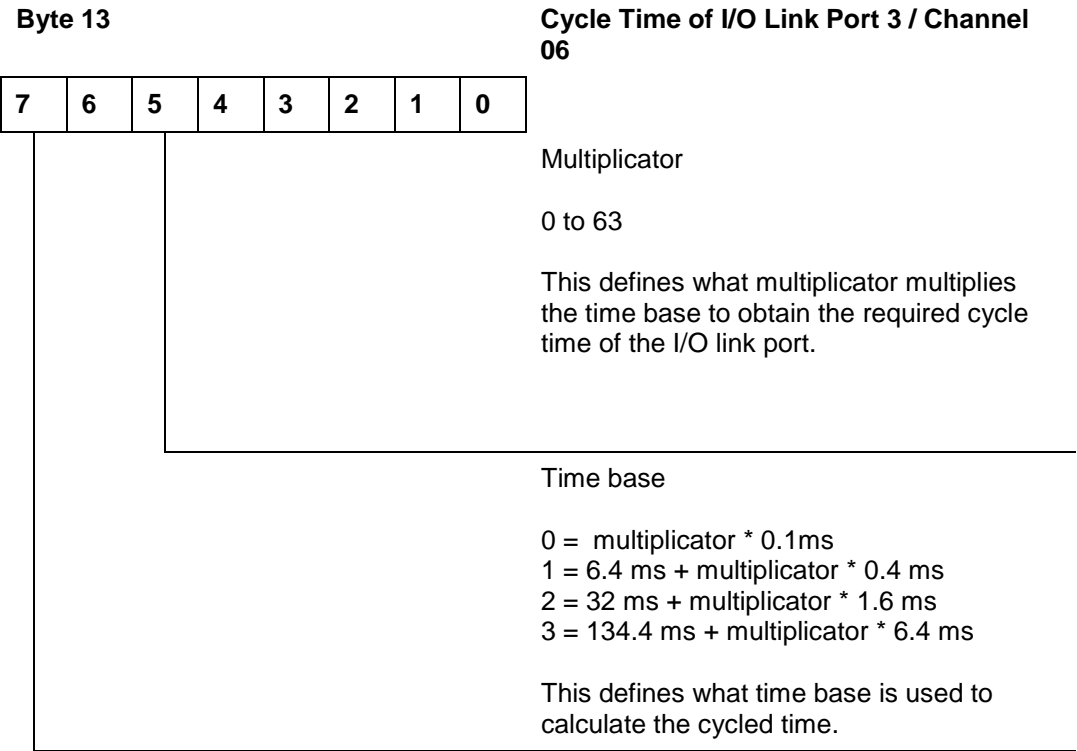 Byte 13
Cycle Time of I/O Link Port 3 / Channel
06
7 6 5 4 3 2 1 0
Multiplicator
0 to 63
This defines what multiplicator multiplies
the time base to obtain the required cycle
time of the I/O link port.
Time base
0 = multiplicator * 0.1ms
1 = 6.4 ms + multiplicator * 0.4 ms
2 = 32 ms + multiplicator * 1.6 ms
3 = 134.4 ms + multiplicator * 6.4 ms
This defines what time base is used to
calculate the cycled time.